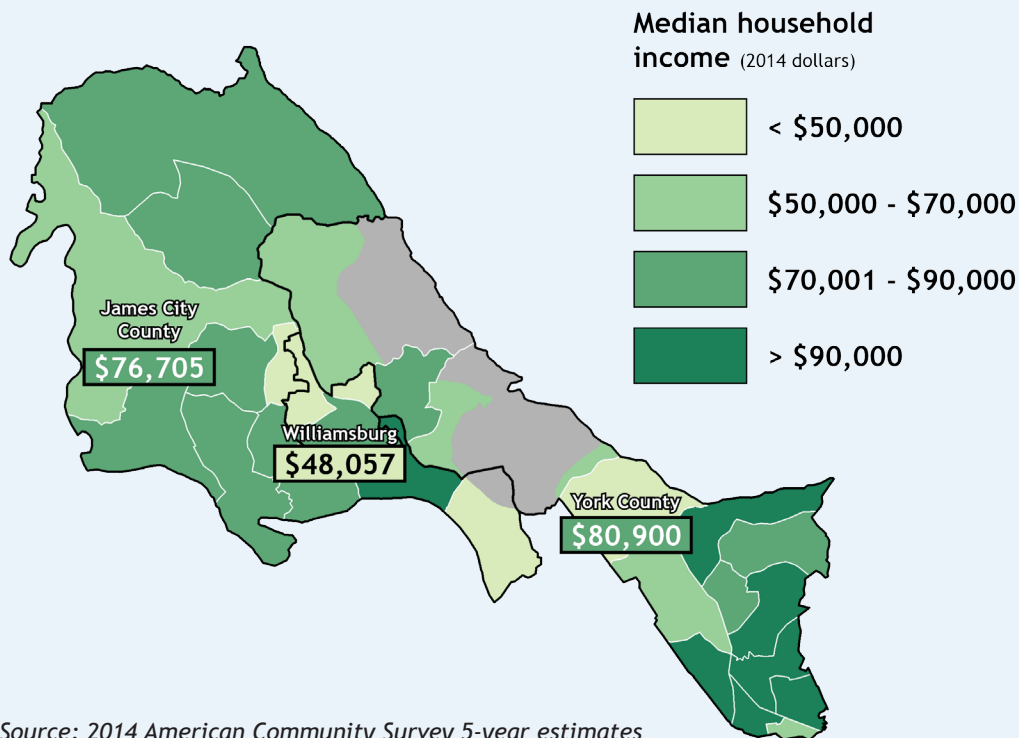 Median household
income (2014 dollars)
< $50,000
$50,000 - $70,000
$70,001 - $90,000
> $90,000
James City
County
$76,705
Williamsburg
$48,057
York County
$80,900
Source: 2014 American Community Survey 5-year estimates